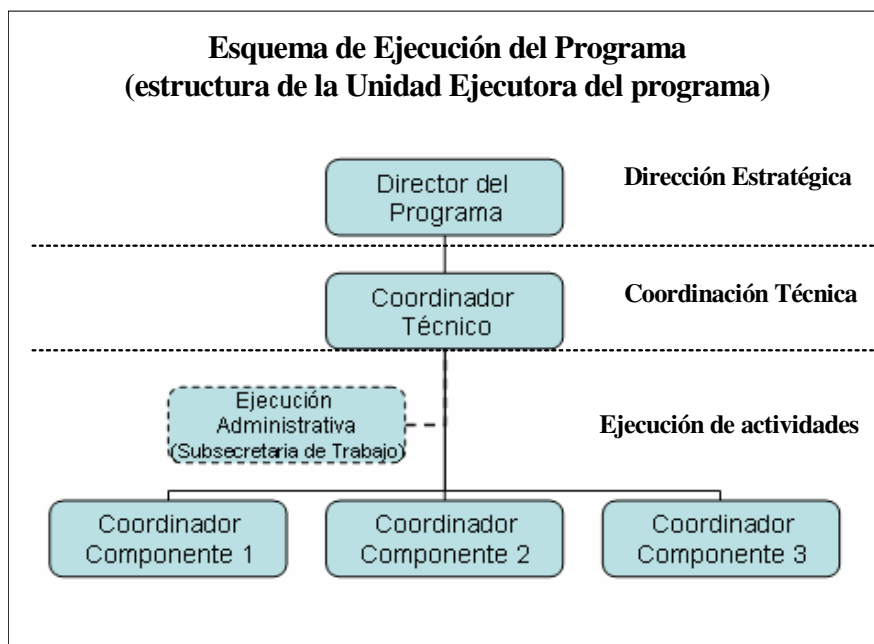 Esquema de Ejecución del Programa
(estructura de la Unidad Ejecutora del programa)
Director del
Programa
Dirección Estratégica
Coordinador
Técnico
Coordinación Técnica
Ejecución
Administrativa
(Subsecretaria de Trabajo)
Ejecución de actividades
Coordinador
Componente 1
Coordinador
Componente 2
Coordinador
Componente 3